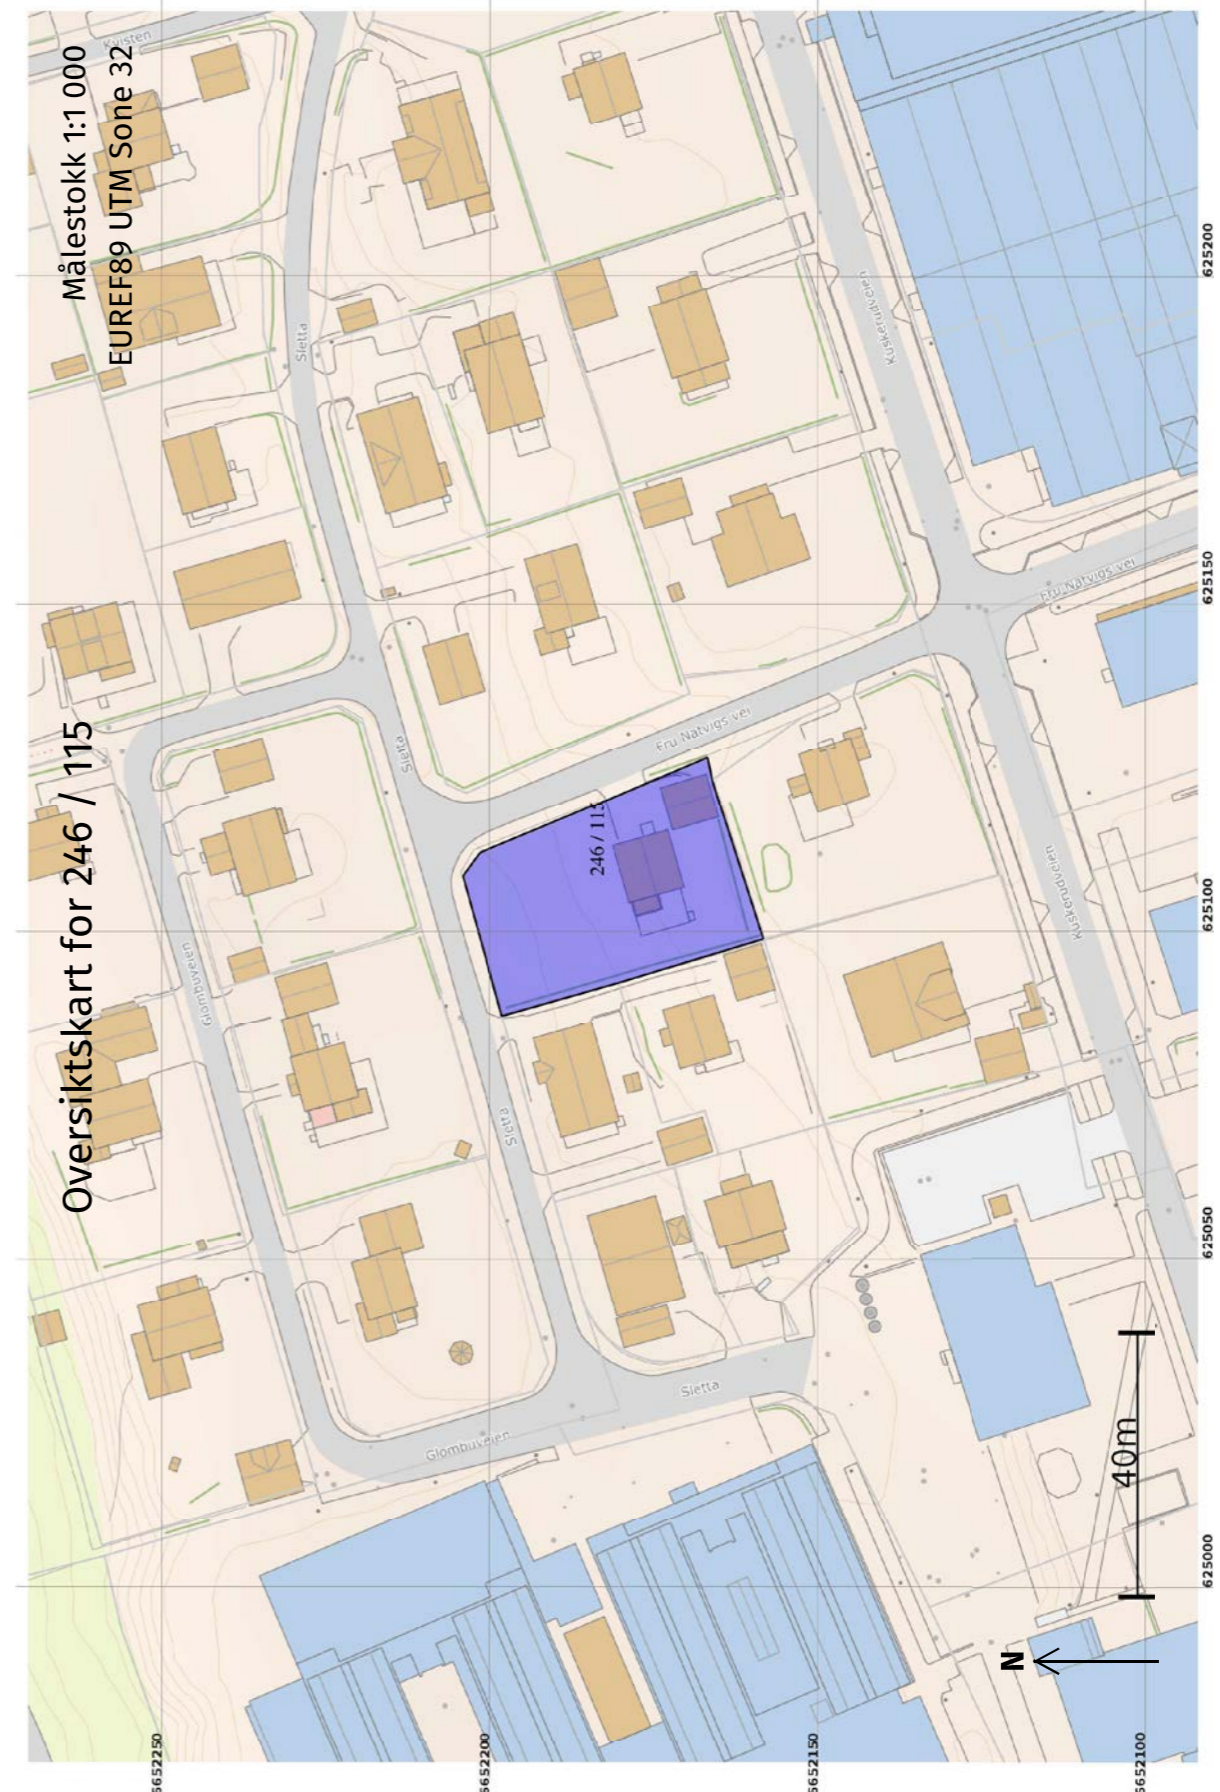 Oversiktskart for 246 / 115
Målestokk 1:1 000
EUREF89 UTM Sone 32
Kvisten
Sletta
Kuskerudveien
Fru Natvigs vei
Sletta
Fru Natvigs vei
246 / 115
Glombuveien
Kuskerudveien
Sletta
Glombuveien
Sletta
40m
N
6652250
6652200
6652150
6652100
625000
625050
625100
625150
625200